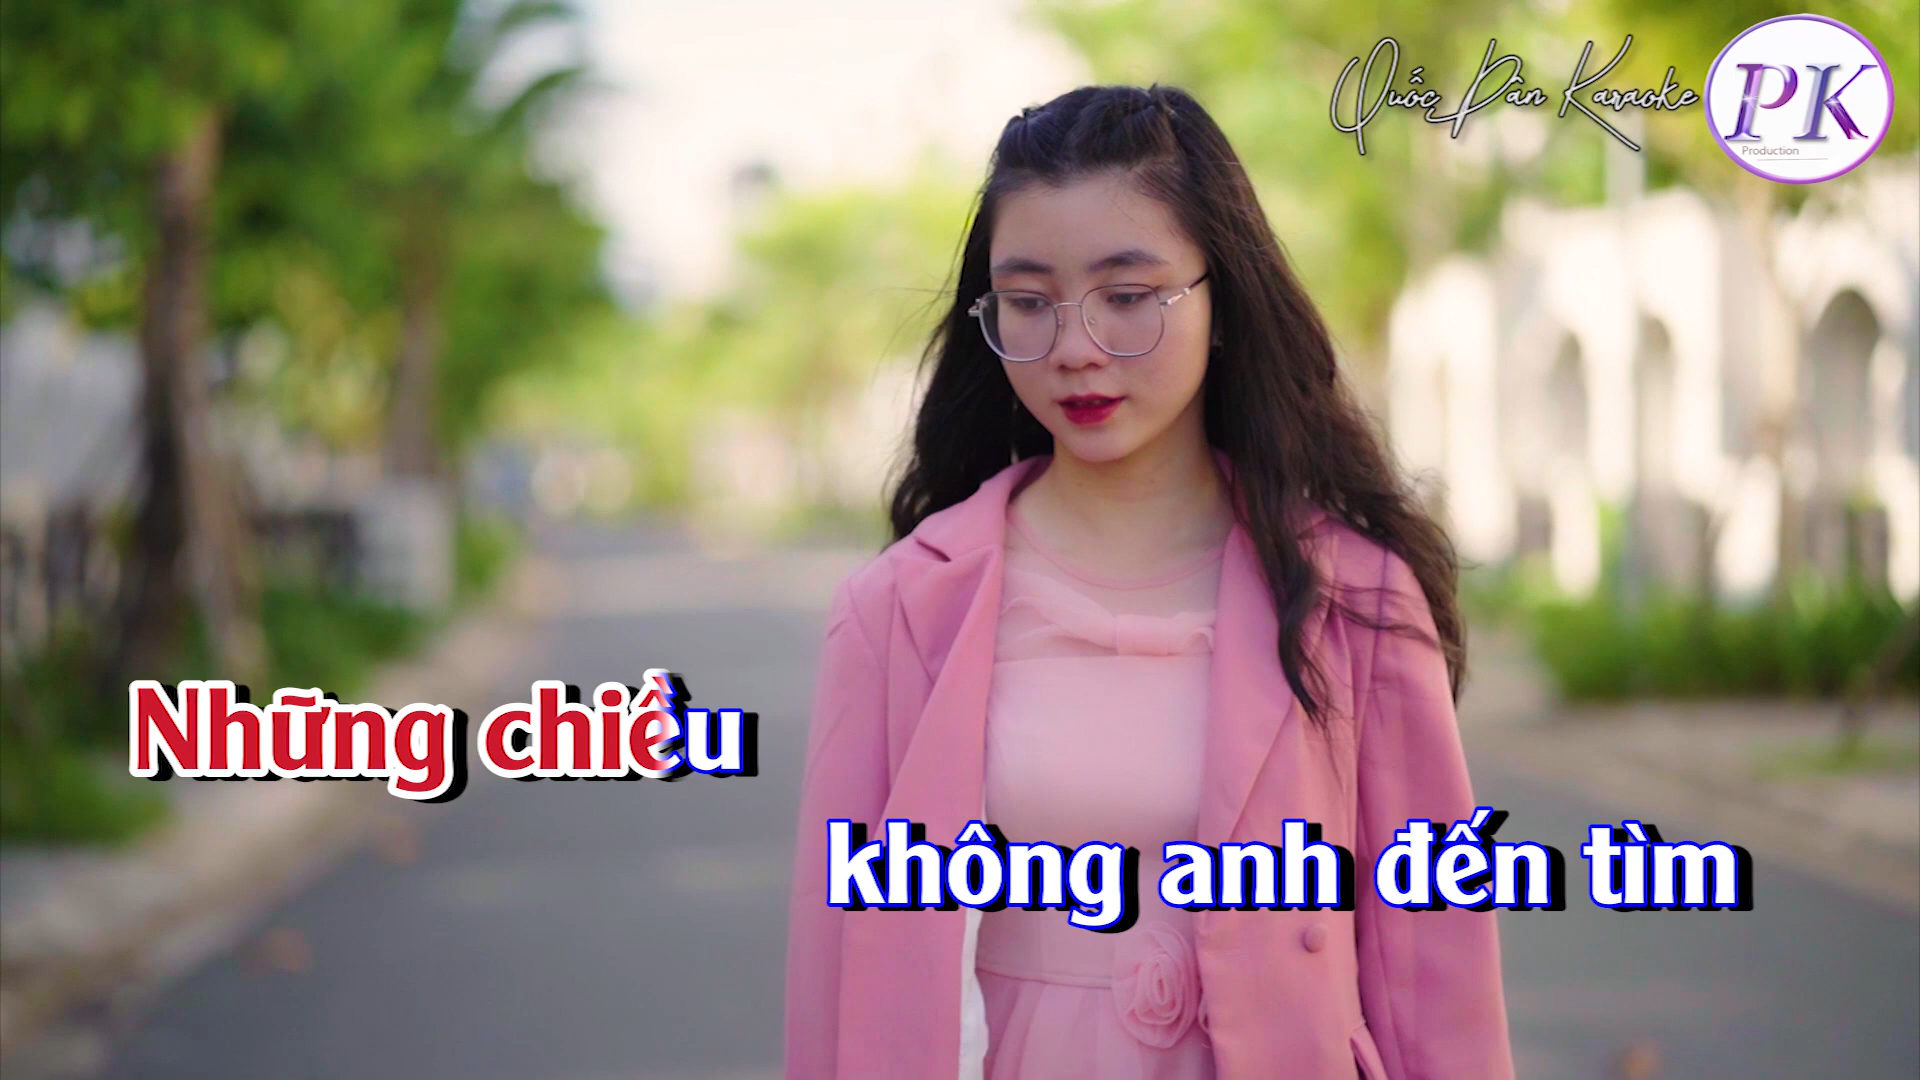 Quốc Dân Karaoke
PK
Production
Những chiều
không anh đến tìm